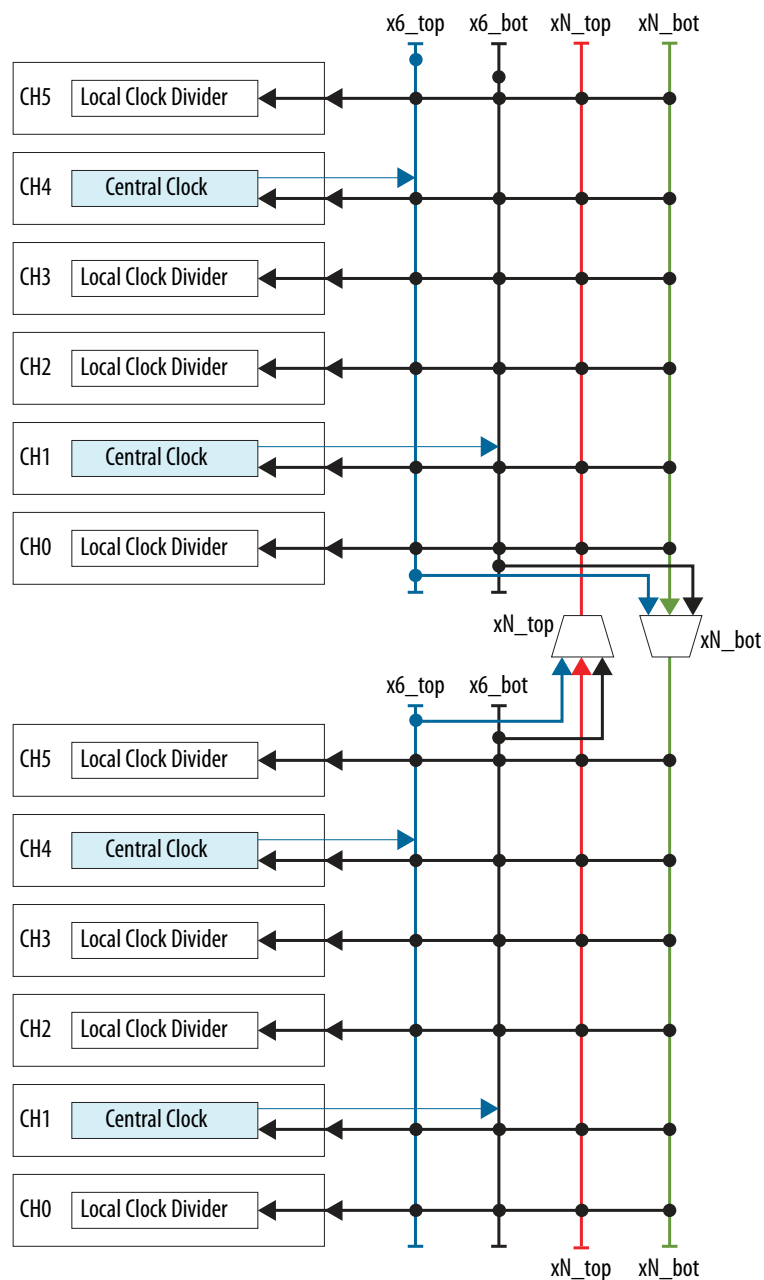 x6_top x6_bot xN_top xN_bot
CH5 Local Clock Divider
CH4 Central Clock
CH3 Local Clock Divider
CH2 Local Clock Divider
CH1 Central Clock
CH0 Local Clock Divider
xN_top
xN_bot
x6_top x6_bot
CH5 Local Clock Divider
CH4 Central Clock
CH3 Local Clock Divider
CH2 Local Clock Divider
CH1 Central Clock
CH0 Local Clock Divider
xN_top xN_bot